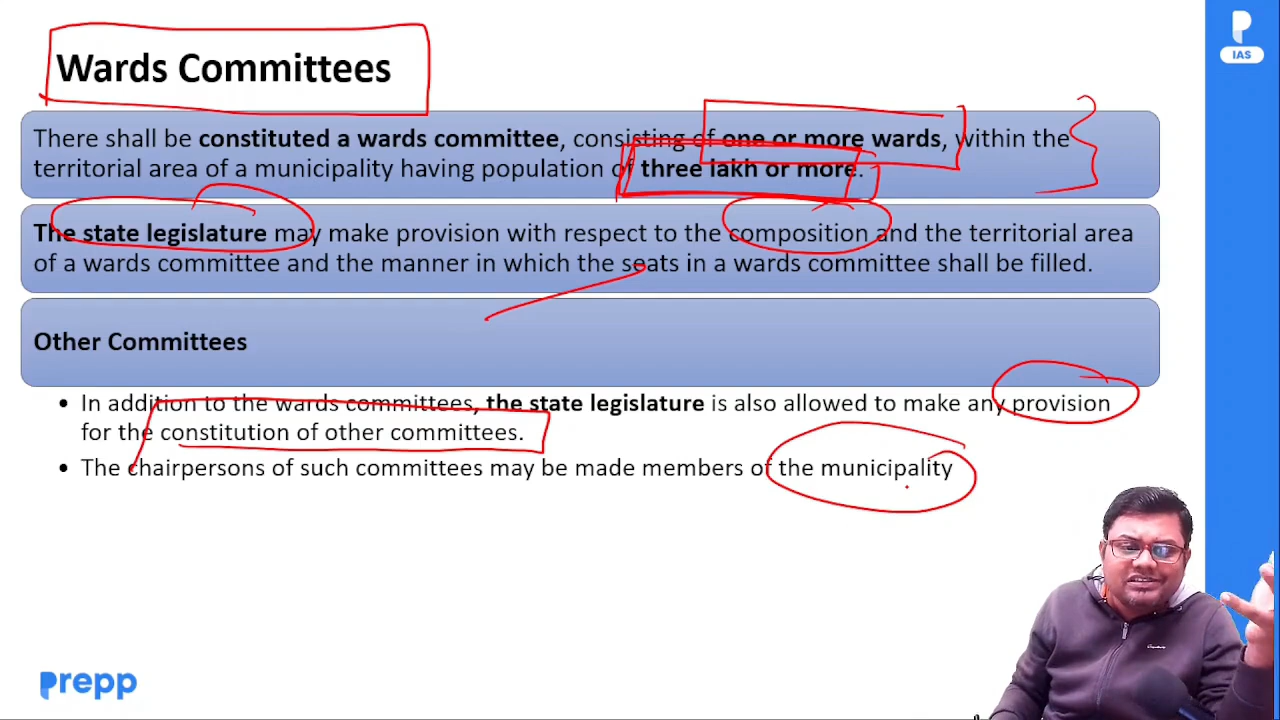 Wards Committees
IAS
There shall be constituted a wards committee, consisting of one or more wards, within the
territorial area of a municipality having population of three lakh or more.
The state legislature may make provision with respect to the composition and the territorial area
of a wards committee and the manner in which the seats in a wards committee shall be filled.
Other Committees
• In addition to the wards committees, the state legislature is also allowed to make any provision
for the constitution of other committees.
• The chairpersons of such committees may be made members of the municipality
Prepp